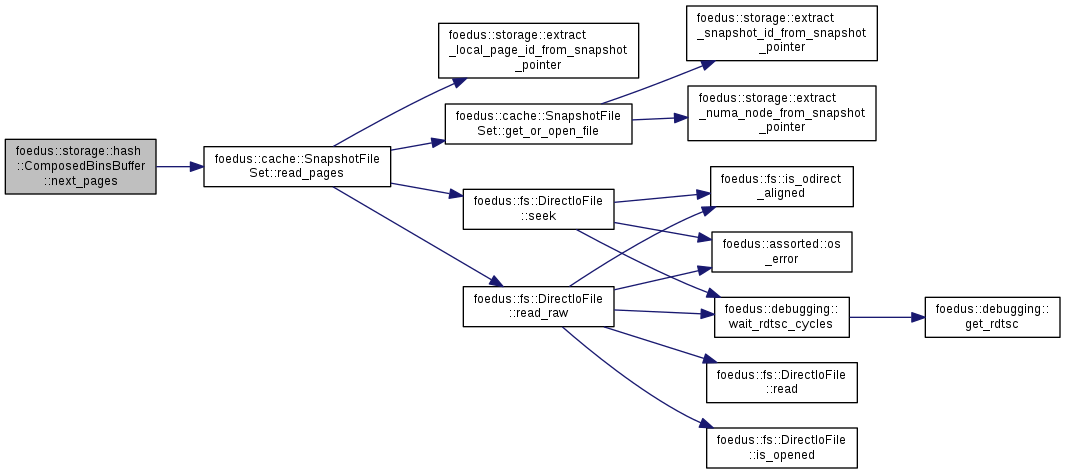 foedus::storage::hash
::ComposedBinsBuffer
::next_pages
foedus::cache::SnapshotFile
Set::read_pages
foedus::storage::extract
_local_page_id_from_snapshot
_pointer
foedus::cache::SnapshotFile
Set::get_or_open_file
foedus::storage::extract
_snapshot_id_from_snapshot
_pointer
foedus::storage::extract
_numa_node_from_snapshot
_pointer
foedus::fs::DirectIoFile
::seek
foedus::fs::is_odirect
_aligned
foedus::assorted::os
_error
foedus::fs::DirectIoFile
::read_raw
foedus::debugging::
wait_rdtsc_cycles
foedus::debugging::
get_rdtsc
foedus::fs::DirectIoFile
::read
foedus::fs::DirectIoFile
::is_opened